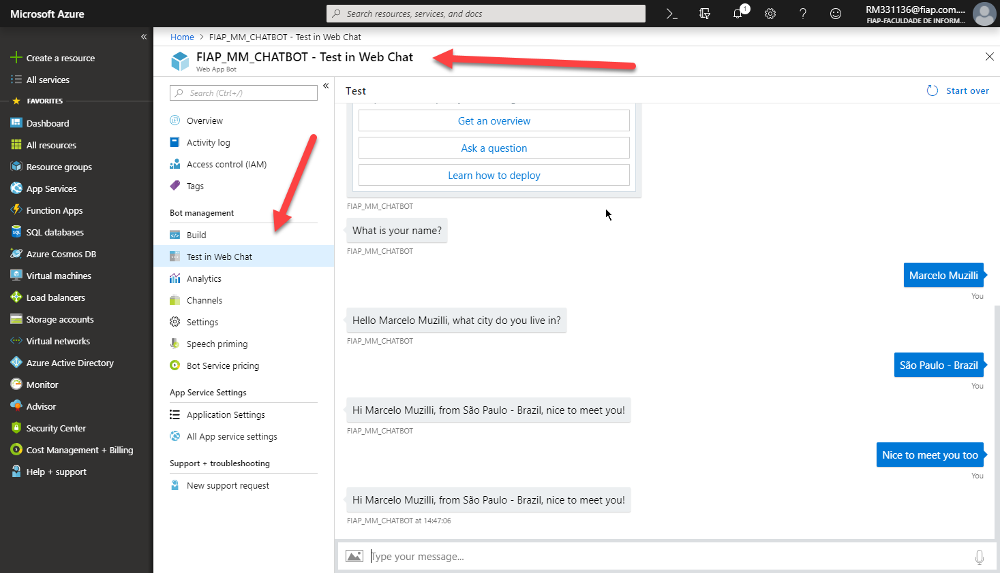 Microsoft Azure
Search resources, services, and docs
1
RM331136@fiap.com....
FIAP-FACULDADE DE INFORM...
Create a resource
All services
FAVORITES
Dashboard
All resources
Resource groups
App Services
Function Apps
SQL databases
Azure Cosmos DB
Virtual machines
Load balancers
Storage accounts
Virtual networks
Azure Active Directory
Monitor
Advisor
Security Center
Cost Management + Billing
Help + support
Home > FIAP_MM_CHATBOT - Test in Web Chat
FIAP_MM_CHATBOT - Test in Web Chat
Web App Bot
Search (Ctrl+/)
Overview
Activity log
Access control (IAM)
Tags
Bot management
Build
Test in Web Chat
Analytics
Channels
Settings
Speech priming
Bot Service pricing
App Service Settings
Application Settings
All App service settings
Support + troubleshooting
New support request
Test
Start over
Get an overview
Ask a question
Learn how to deploy
FIAP_MM_CHATBOT
What is your name?
FIAP_MM_CHATBOT
Marcelo Muzilli
You
Hello Marcelo Muzilli, what city do you live in?
FIAP_MM_CHATBOT
São Paulo - Brazil
You
Hi Marcelo Muzilli, from São Paulo - Brazil, nice to meet you!
FIAP_MM_CHATBOT
Nice to meet you too
You
Hi Marcelo Muzilli, from São Paulo - Brazil, nice to meet you!
FIAP_MM_CHATBOT at 14:47:06
Type your message...